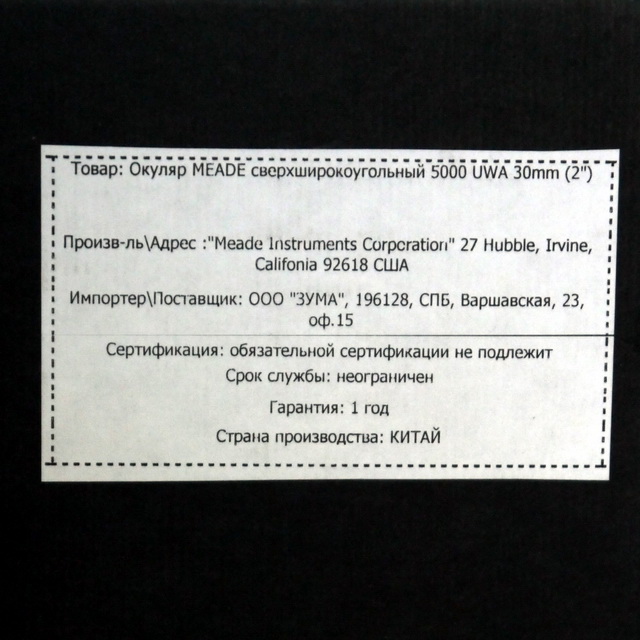 Товар: Окуляр MEADE сверхширокоугольный 5000 UWA 30mm (2")
Произв-ль\Адрес :"Meade Instruments Corporation" 27 Hubble, Irvine,
Califonia 92618 США
Импортер\Поставщик: ООО "ЗУМА", 196128, СПБ, Варшавская, 23,
оф.15
Сертификация: обязательной сертификации не подлежит
Срок службы: неограничен
Гарантия: 1 год
Страна производства: КИТАЙ